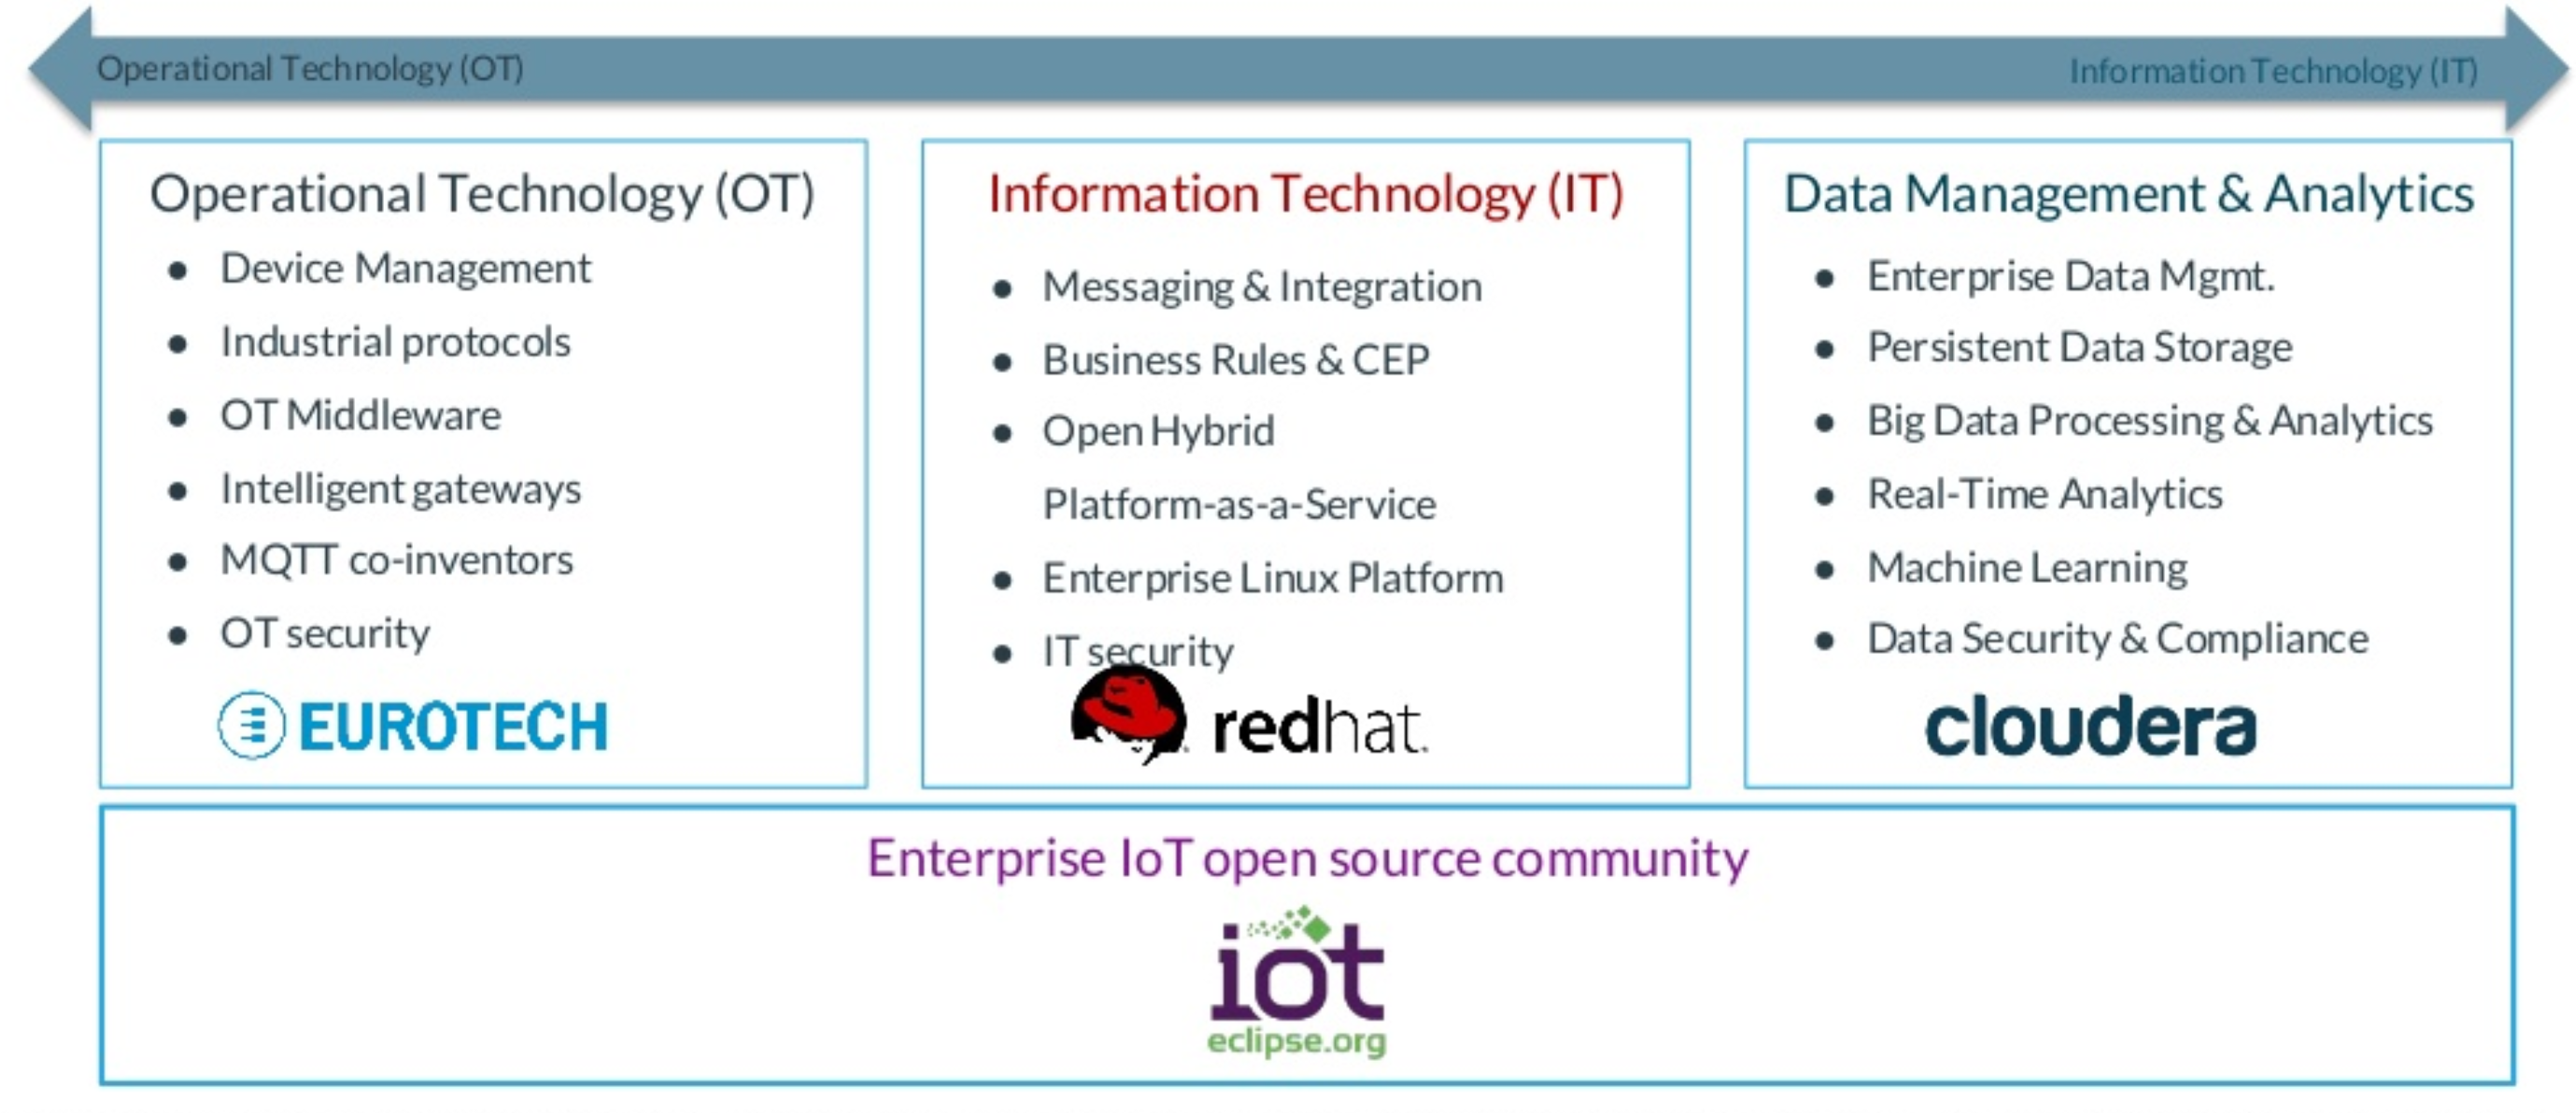 Operational Technology (OT)
Information Technology (IT)
Operational Technology (OT)
● Device Management
● Industrial protocols
● OT Middleware
● Intelligent gateways
● MQTT co-inventors
● OT security
EUROTECH
Information Technology (IT)
● Messaging & Integration
● Business Rules & CEP
● Open Hybrid
Platform-as-a-Service
● Enterprise Linux Platform
● IT security
redhat.
Data Management & Analytics
● Enterprise Data Mgmt.
● Persistent Data Storage
● Big Data Processing & Analytics
● Real-Time Analytics
● Machine Learning
● Data Security & Compliance
cloudera
Enterprise IoT open source community
iot
eclipse.org